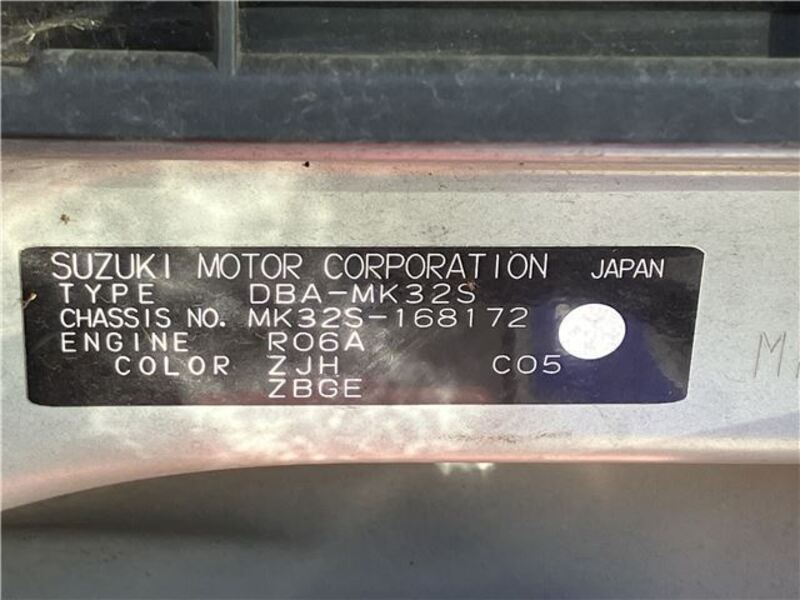 SUZUKI MOTOR CORPORATION JAPAN
TYPE DBA-MK32S
CHASSIS NO. MK32S-168172
ENGINE R06A
COLOR ZJH C05
ZBGE